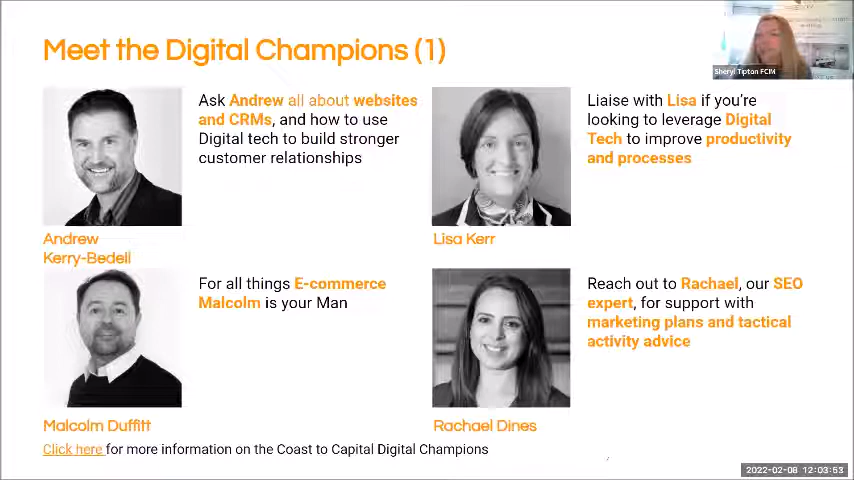 Meet the Digital Champions (1)
Sheryl Tipton FCIM
Ask Andrew all about websites
and CRMs, and how to use
Digital tech to build stronger
customer relationships
Andrew
Kerry-Bedell
Liaise with Lisa if you're
looking to leverage Digital
Tech to improve productivity
and processes
Lisa Kerr
For all things E-commerce
Malcolm is your Man
Malcolm Duffitt
Reach out to Rachael, our SEO
expert, for support with
marketing plans and tactical
activity advice
Rachael Dines
Click here for more information on the Coast to Capital Digital Champions
2022-02-08 12:03:53